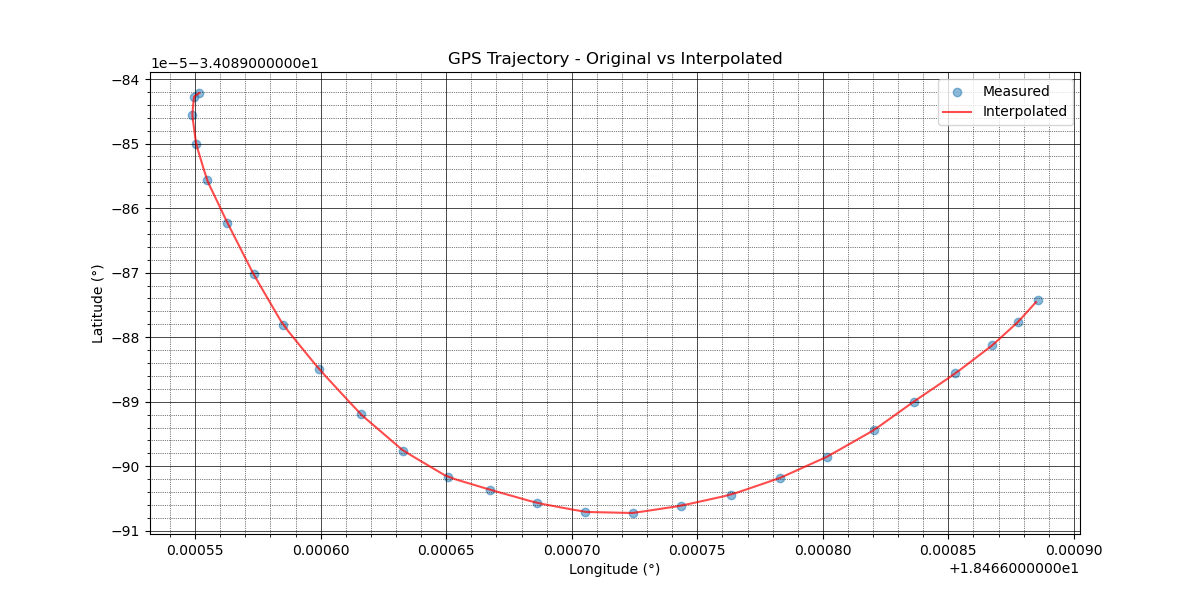 GPS Trajectory - Original vs Interpolated
1e−5−3.4089000000e1
−84
−85
−86
−87
−88
−89
−90
−91
Latitude (°)
Measured
Interpolated
0.00055 0.00060 0.00065 0.00070 0.00075 0.00080 0.00085 0.00090
Longitude (°)
+1.8466000000e1